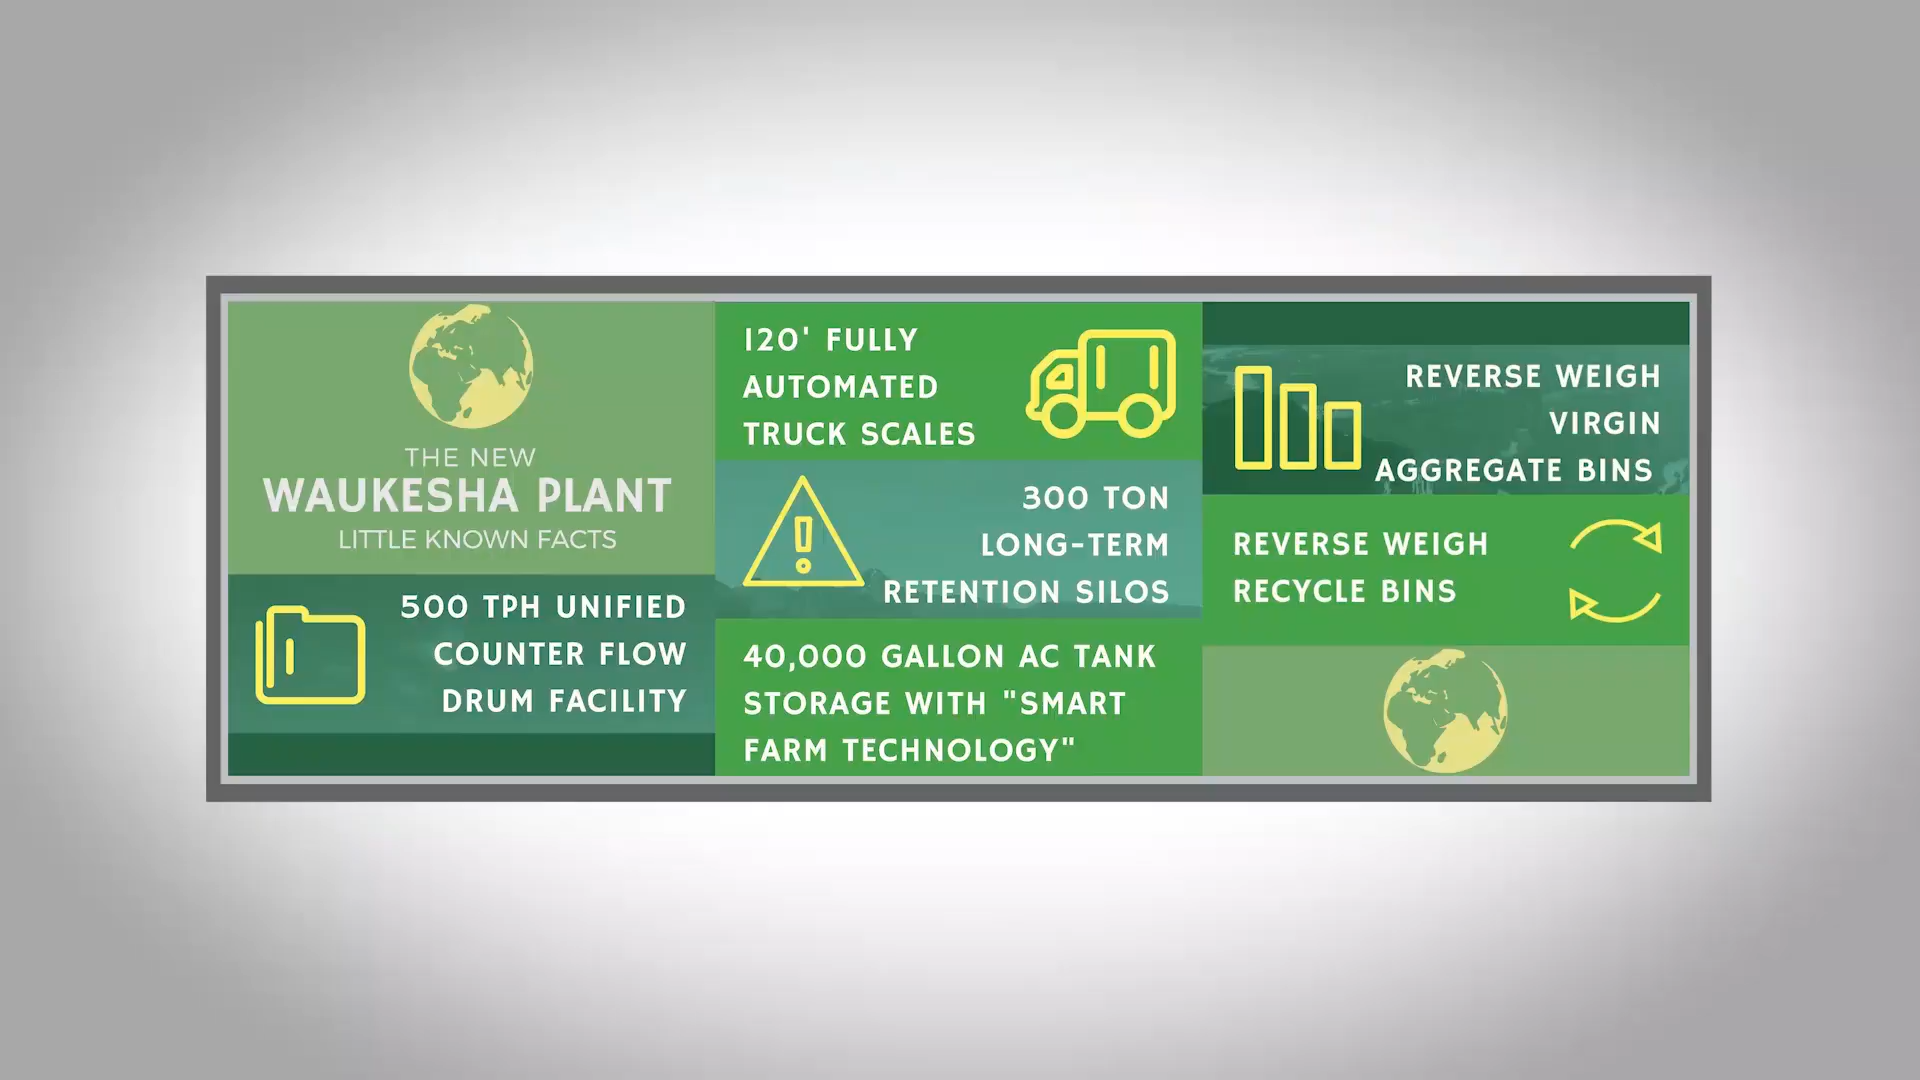 THE NEW
WAUKESHA PLANT
LITTLE KNOWN FACTS
500 TPH UNIFIED
COUNTER FLOW
DRUM FACILITY
120' FULLY
AUTOMATED
TRUCK SCALES
300 TON
LONG-TERM
RETENTION SILOS
40,000 GALLON AC TANK
STORAGE WITH "SMART
FARM TECHNOLOGY"
REVERSE WEIGH
VIRGIN
AGGREGATE BINS
REVERSE WEIGH
RECYCLE BINS